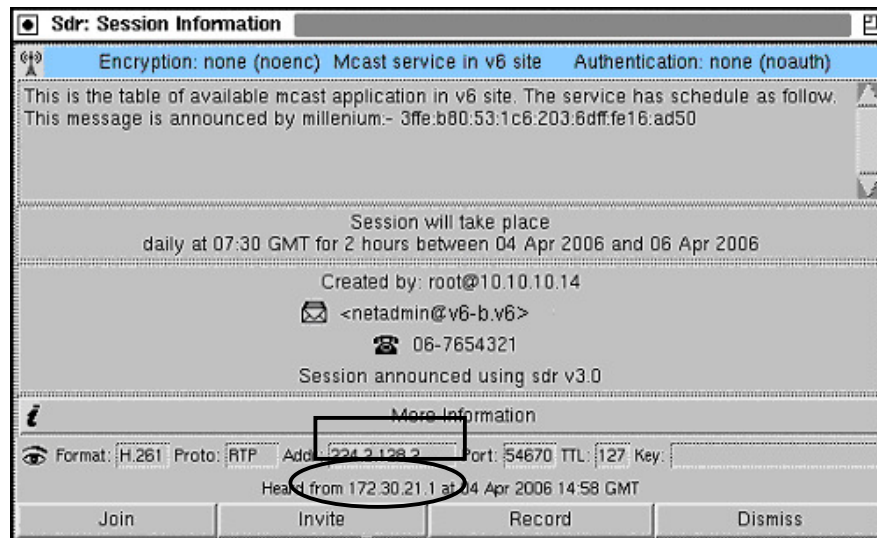 Sdr: Session Information
Encryption: none (noenc) Mcast service in v6 site Authentication: none (noauth)
This is the table of available mcast application in v6 site. The service has schedule as follow.
This message is announced by millenium:- 3ffe:b80:53:1c6:203:6dff:fe16:ad50
Session will take place
daily at 07:30 GMT for 2 hours between 04 Apr 2006 and 06 Apr 2006
Created by: root@10.10.10.14
<netadmin@v6-b.v6>
06-7654321
Session announced using sdr v3.0
i More Information
Format: H.261 Proto: RTP Addr: 224.2.128.2 Port: 54670 TTL: 127 Key:
Heard from 172.30.21.1 at 04 Apr 2006 14:58 GMT
Join Invite Record Dismiss